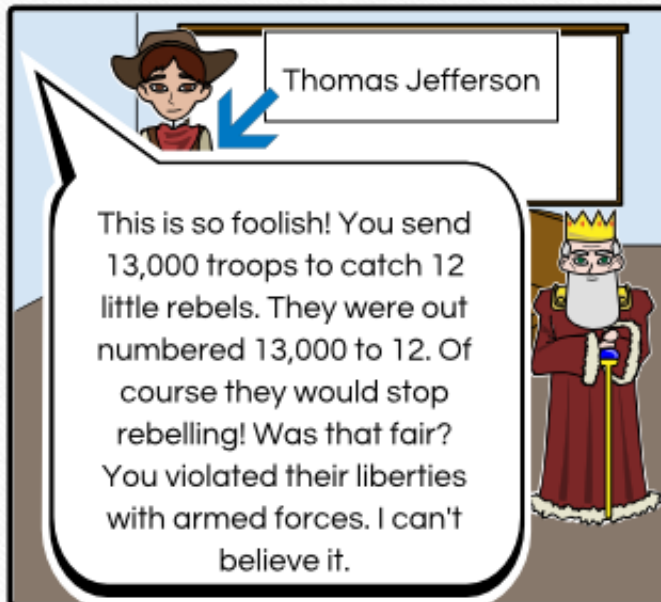 Thomas Jefferson
This is so foolish! You send
13,000 troops to catch 12
little rebels. They were out
numbered 13,000 to 12. Of
course they would stop
rebelling! Was that fair?
You violated their liberties
with armed forces. I can't
believe it.